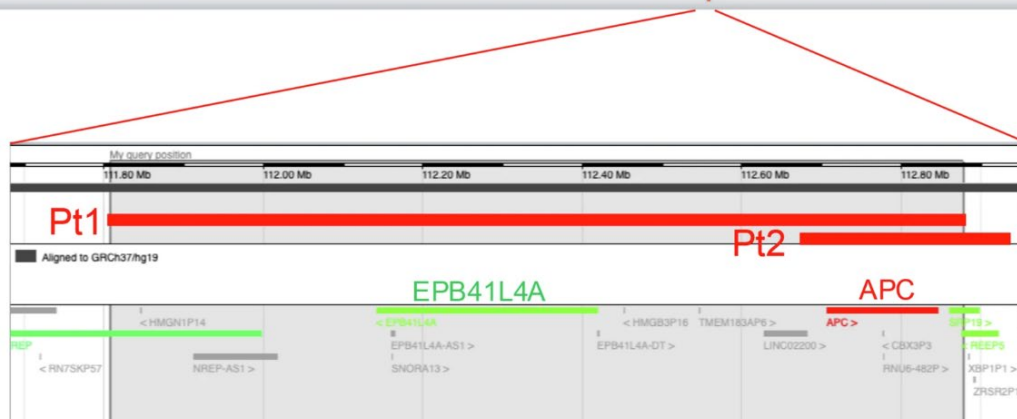 My query position
111.80 Mb 112.00 Mb 112.20 Mb 112.40 Mb 112.60 Mb 112.80 Mb
Pt1
Pt2
Aligned to GRCh37/hg19
EPB41L4A APC
< HMGN1P14 < EPB41L4A < HMGB3P16 TMEM183AP6 > APC > SRP19 >
REP EPB41L4A-AS1 > EPB41L4A-DT > LINC02200 > < CBX3P3 < REEP5
< RN7SKP57 NREP-AS1 > SNORA13 > RNU6-482P > XBP1P1 >
ZRSR2P1